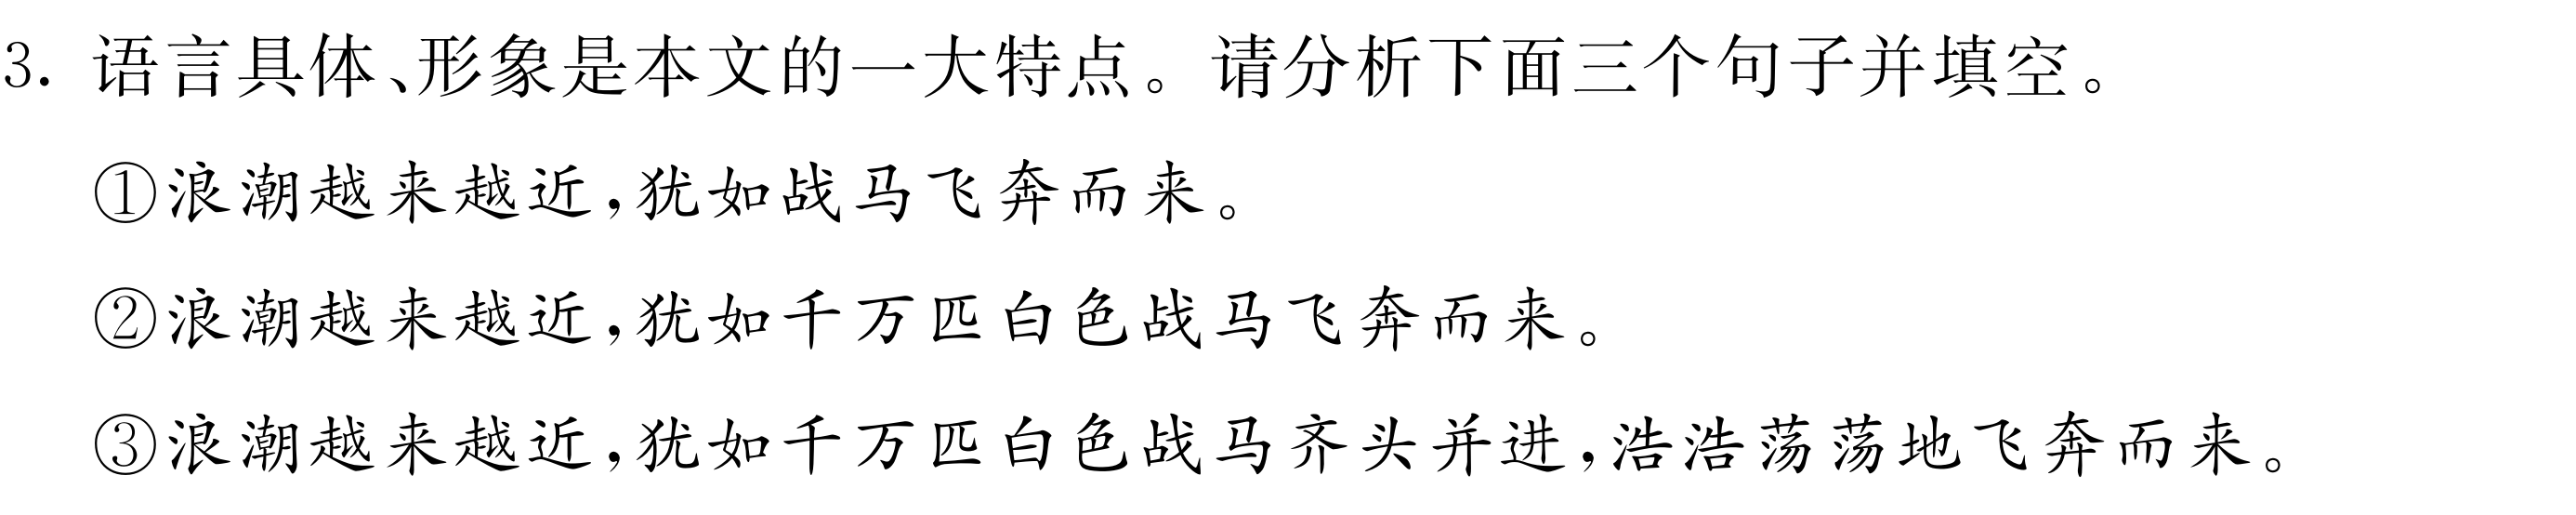 3. 语言具体、形象是本文的一大特点。请分析下面三个句子并填空。
①浪潮越来越近,犹如战马飞奔而来。
②浪潮越来越近,犹如千万匹白色战马飞奔而来。
③浪潮越来越近,犹如千万匹白色战马齐头并进,浩浩荡荡地飞奔而来。